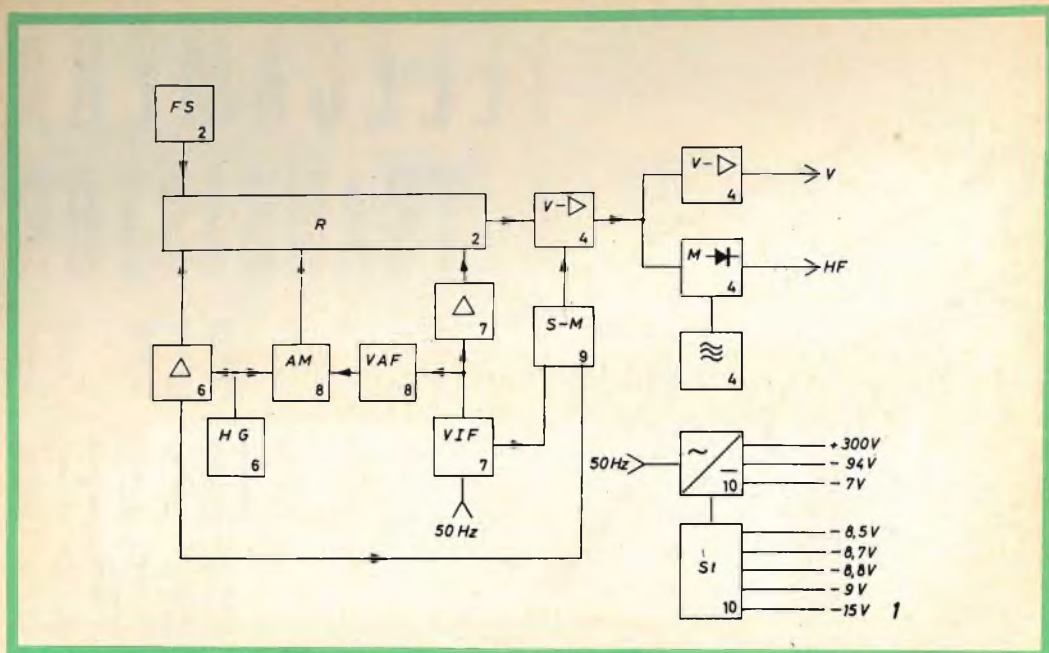 FS
2
R
2
V-
4
V-
4
V
M
4
HF
4
7
S-M
9
6
AM
8
VAF
8
HG
6
VIF
7
50 Hz
50Hz
~
10
+300V
-94V
-7V
St
10
-8,5V
-8,7V
-8,8V
-9V
-15V
1